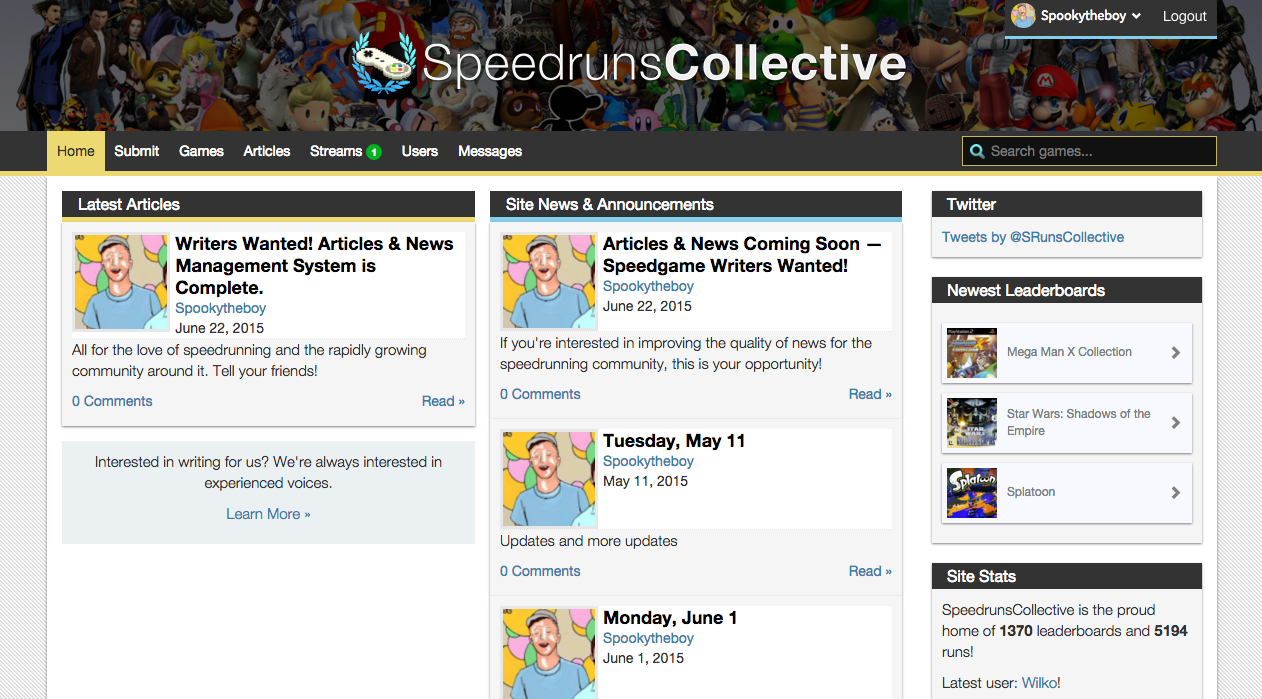 Spookytheboy
Logout
SpeedrunsCollective
Home
Submit
Games
Articles
Streams 1
Users
Messages
Search games...
Latest Articles
Writers Wanted! Articles & News
Management System is
Complete.
Spookytheboy
June 22, 2015
All for the love of speedrunning and the rapidly growing
community around it. Tell your friends!
0 Comments
Read »
Interested in writing for us? We're always interested in
experienced voices.
Learn More »
Site News & Announcements
Articles & News Coming Soon —
Speedgame Writers Wanted!
Spookytheboy
June 22, 2015
If you're interested in improving the quality of news for the
speedrunning community, this is your opportunity!
0 Comments
Read »
Tuesday, May 11
Spookytheboy
May 11, 2015
Updates and more updates
0 Comments
Read »
Monday, June 1
Spookytheboy
June 1, 2015
Twitter
Tweets by @SRunsCollective
Newest Leaderboards
Mega Man X Collection
Star Wars: Shadows of the
Empire
Splatoon
Splatoon
Site Stats
SpeedrunsCollective is the proud
home of 1370 leaderboards and 5194
runs!
Latest user: Wilko!